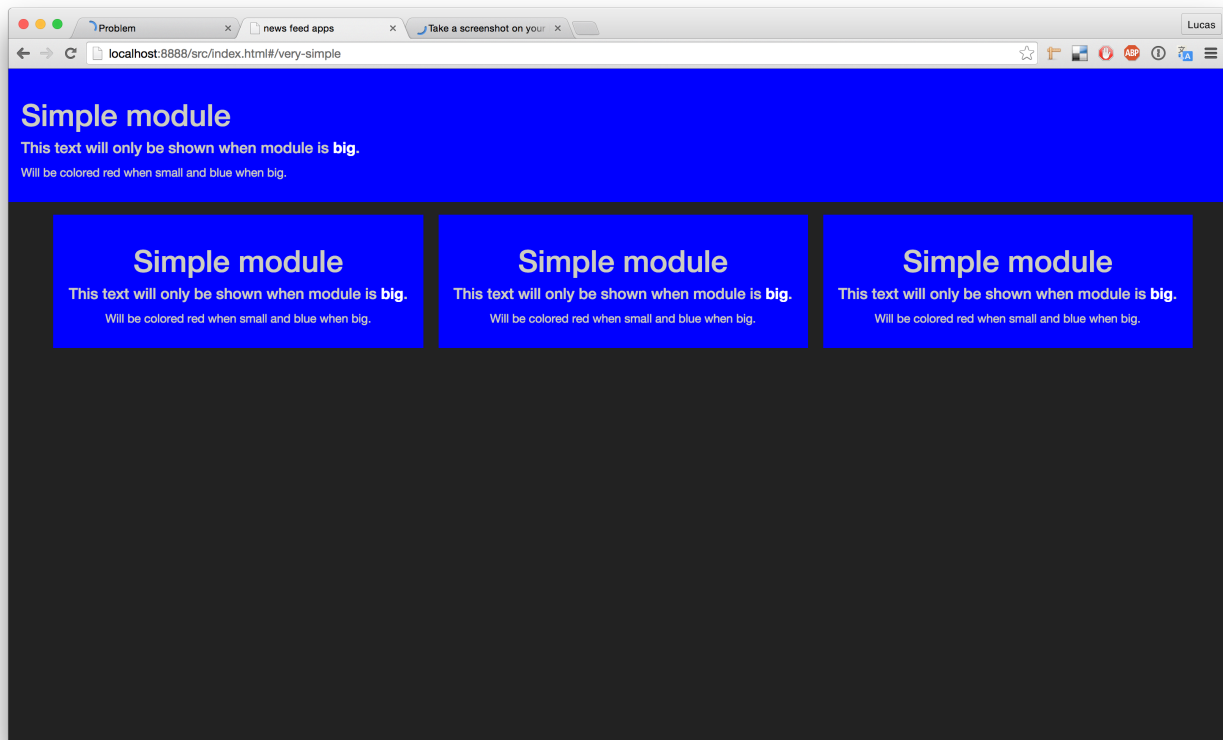 Problem
news feed apps
Take a screenshot on your
Lucas
localhost:8888/src/index.html#/very-simple
ABP
Simple module
This text will only be shown when module is big.
Will be colored red when small and blue when big.
Simple module
This text will only be shown when module is big.
Will be colored red when small and blue when big.
Simple module
This text will only be shown when module is big.
Will be colored red when small and blue when big.
Simple module
This text will only be shown when module is big.
Will be colored red when small and blue when big.